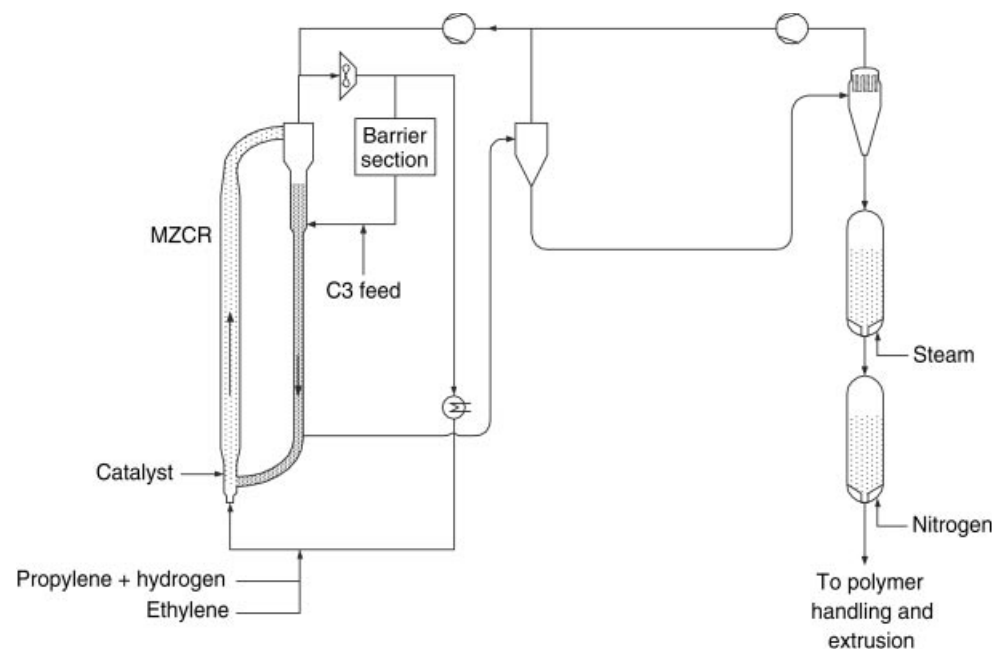 Barrier
section
MZCR
C3 feed
Steam
Catalyst
Nitrogen
Propylene + hydrogen
Ethylene
To polymer
handling and
extrusion